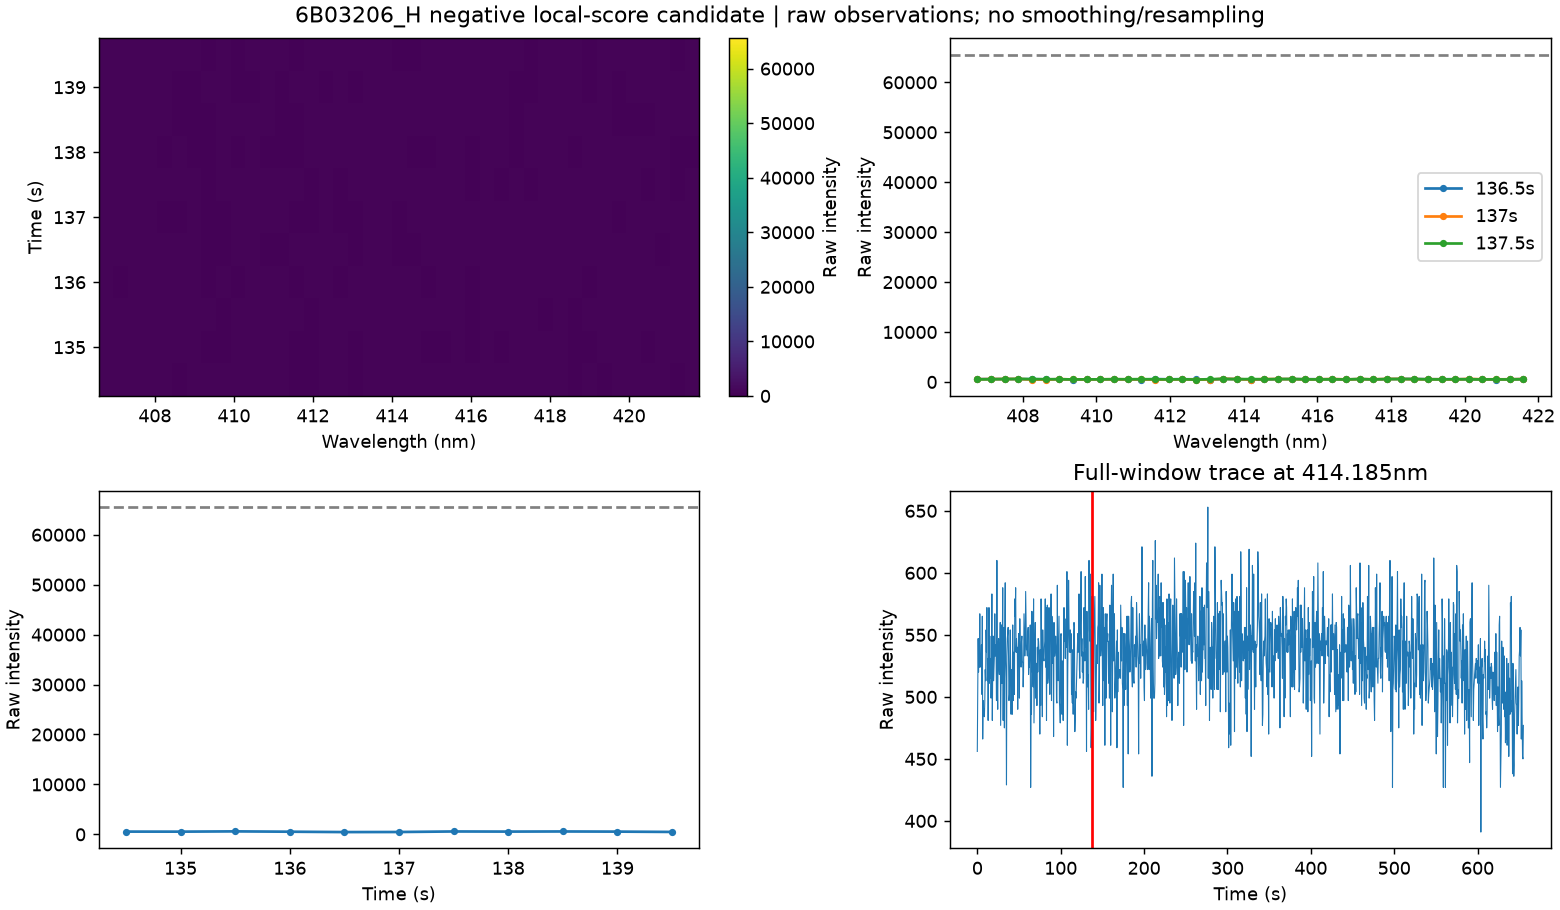 6B03206_H negative local-score candidate | raw observations; no smoothing/resampling
139
138
137
136
135
Time (s)
408 410 412 414 416 418 420
Wavelength (nm)
60000
50000
40000
30000
20000
10000
0
Raw intensity
60000
50000
40000
30000
20000
10000
0
Raw intensity
136.5s
137s
137.5s
408 410 412 414 416 418 420 422
Wavelength (nm)
60000
50000
40000
30000
20000
10000
0
Raw intensity
135 136 137 138 139
Time (s)
Full-window trace at 414.185nm
650
600
550
500
450
400
Raw intensity
0 100 200 300 400 500 600
Time (s)